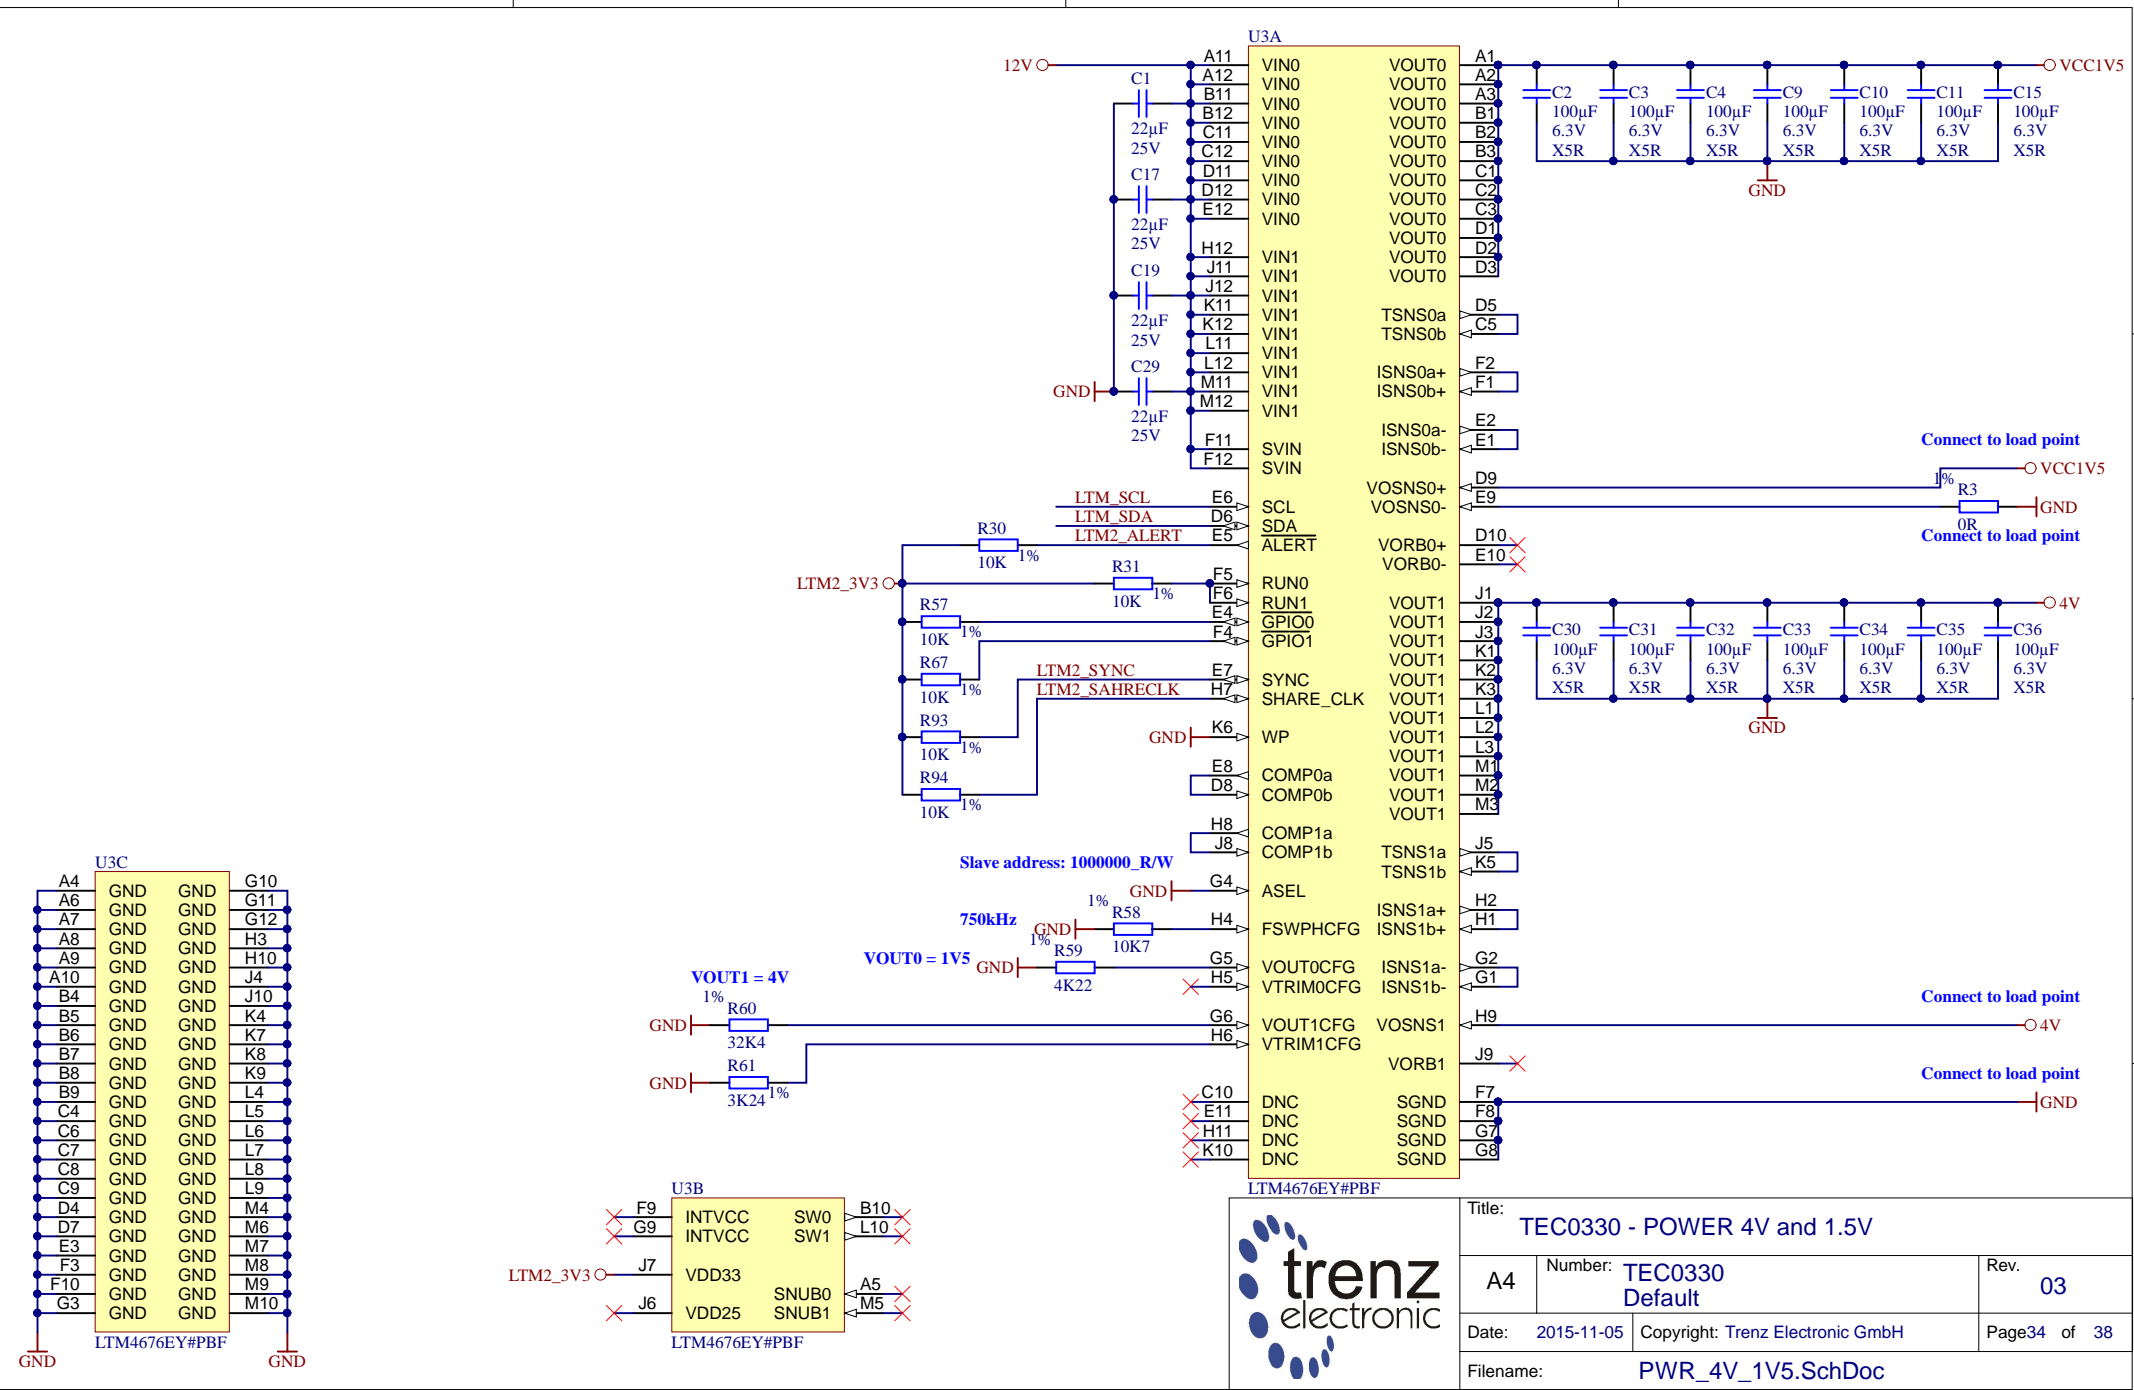 U3A
12V
A11 VIN0
A12 VIN0
B11 VIN0
B12 VIN0
C11 VIN0
C12 VIN0
D11 VIN0
D12 VIN0
E12 VIN0
H12 VIN1
J11 VIN1
J12 VIN1
K11 VIN1
K12 VIN1
L11 VIN1
L12 VIN1
M11 VIN1
M12 VIN1
F11 SVIN
F12 SVIN
C1
22µF
25V
C17
22µF
25V
C19
22µF
25V
C29
22µF
25V
GND
VOUT0 A1
VOUT0 A2
VOUT0 A3
VOUT0 B1
VOUT0 B2
VOUT0 B3
VOUT0 C1
VOUT0 C2
VOUT0 C3
VOUT0 D1
VOUT0 D2
VOUT0 D3
VCC1V5
C2 C3 C4 C9 C10 C11 C15
100µF 100µF 100µF 100µF 100µF 100µF 100µF
6.3V 6.3V 6.3V 6.3V 6.3V 6.3V 6.3V
X5R X5R X5R X5R X5R X5R X5R
GND
TSNS0a D5
TSNS0b C5
ISNS0a+ F2
ISNS0b+ F1
ISNS0a- E2
ISNS0b- E1
Connect to load point
VCC1V5
VOSNS0+ D9
VOSNS0- E9
1%
R3
0R
GND
Connect to load point
VORB0+ D10
VORB0- E10
LTM_SCL E6 SCL
LTM_SDA D6 SDA
LTM2_ALERT E5 ALERT
R30
10K 1%
LTM2_3V3
R31
10K 1%
F5 RUN0
F6 RUN1
E4 GPIO0
F4 GPIO1
R57
10K 1%
R67
10K 1%
R93
10K 1%
R94
10K 1%
LTM2_SYNC E7 SYNC
LTM2_SAHRECLK H7 SHARE_CLK
GND K6 WP
E8 COMP0a
D8 COMP0b
H8 COMP1a
J8 COMP1b
VOUT1 J1
VOUT1 J2
VOUT1 J3
VOUT1 K1
VOUT1 K2
VOUT1 K3
VOUT1 L1
VOUT1 L2
VOUT1 L3
VOUT1 M1
VOUT1 M2
VOUT1 M3
4V
C30 C31 C32 C33 C34 C35 C36
100µF 100µF 100µF 100µF 100µF 100µF 100µF
6.3V 6.3V 6.3V 6.3V 6.3V 6.3V 6.3V
X5R X5R X5R X5R X5R X5R X5R
GND
TSNS1a J5
TSNS1b K5
ISNS1a+ H2
ISNS1b+ H1
ISNS1a- G2
ISNS1b- G1
Connect to load point
VOSNS1 H9 4V
VORB1 J9
Connect to load point
SGND F7 GND
SGND F8
SGND G7
SGND G8
Slave address: 1000000_R/W
GND G4 ASEL
750kHz
GND 1% R58
10K7
H4 FSWPHCFG
VOUT0 = 1V5
GND 1% R59
4K22
G5 VOUT0CFG
H5 VTRIM0CFG
VOUT1 = 4V
1%
GND R60
32K4
G6 VOUT1CFG
H6 VTRIM1CFG
GND R61
3K24 1%
C10 DNC
E11 DNC
H11 DNC
K10 DNC
LTM4676EY#PBF
U3C
A4 GND GND G10
A6 GND GND G11
A7 GND GND G12
A8 GND GND H3
A9 GND GND H10
A10 GND GND J4
B4 GND GND J10
B5 GND GND K4
B6 GND GND K7
B7 GND GND K8
B8 GND GND K9
B9 GND GND L4
C4 GND GND L5
C6 GND GND L6
C7 GND GND L7
C8 GND GND L8
C9 GND GND L9
D4 GND GND M4
D7 GND GND M6
E3 GND GND M7
F3 GND GND M8
F10 GND GND M9
G3 GND GND M10
LTM4676EY#PBF
GND GND
U3B
F9 INTVCC SW0 B10
G9 INTVCC SW1 L10
LTM2_3V3 J7 VDD33
SNUB0 A5
J6 VDD25 SNUB1 M5
LTM4676EY#PBF
trenz
electronic
Title:
TEC0330 - POWER 4V and 1.5V
A4
Number: TEC0330
Default
Rev.
03
Date: 2015-11-05
Copyright: Trenz Electronic GmbH
Page34 of 38
Filename: PWR_4V_1V5.SchDoc